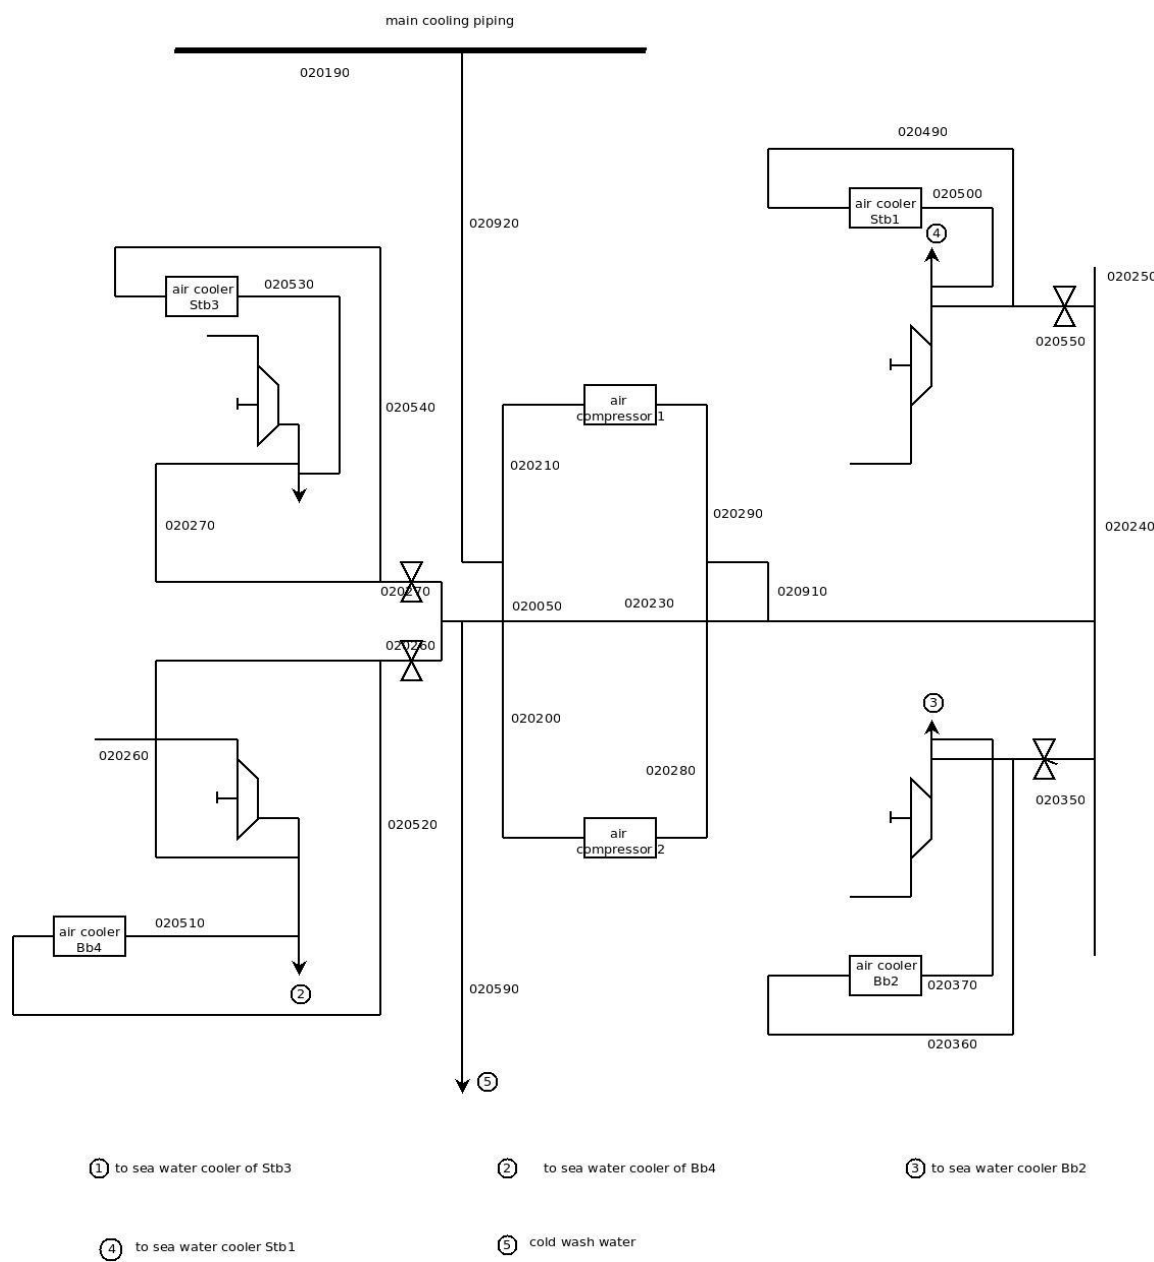 main cooling piping
020190
020490
020500
air cooler
Stb1
020920
4
020250
020530
air cooler
Stb3
020550
020540
air
compressor 1
020210
020290
020270
020240
020270
020050
020230
020910
020260
3
020200
020260
020280
020350
020520
020510
air
compressor 2
air cooler
Bb4
air cooler
Bb2
020370
2
020590
020360
5
1 to sea water cooler of Stb3
2 to sea water cooler of Bb4
3 to sea water cooler Bb2
4 to sea water cooler Stb1
5 cold wash water